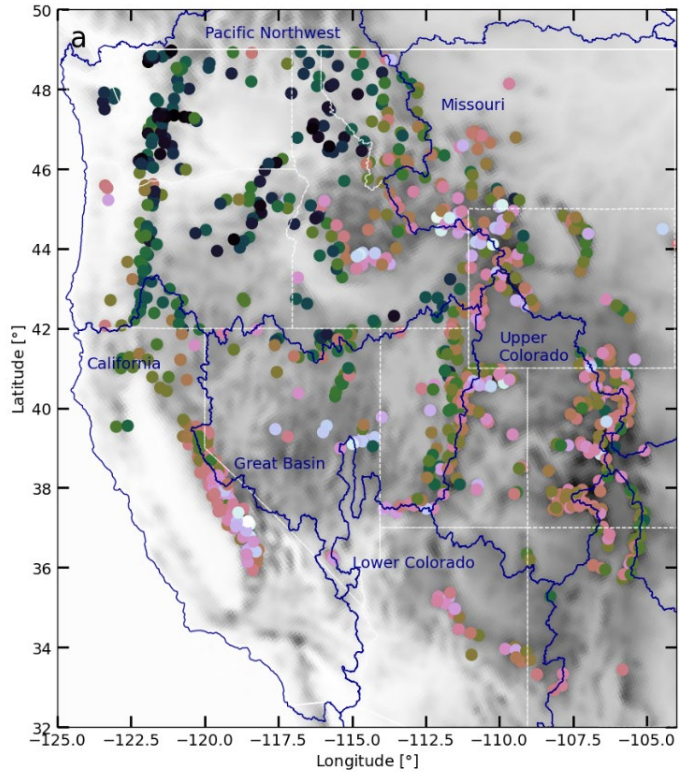 50
a
Pacific Northwest
48
Missouri
46
44
42
California
Upper
Colorado
40
Great Basin
38
36
Lower Colorado
34
32
−125.0 −122.5 −120.0 −117.5 −115.0 −112.5 −110.0 −107.5 −105.0
Longitude [°]
Latitude [°]